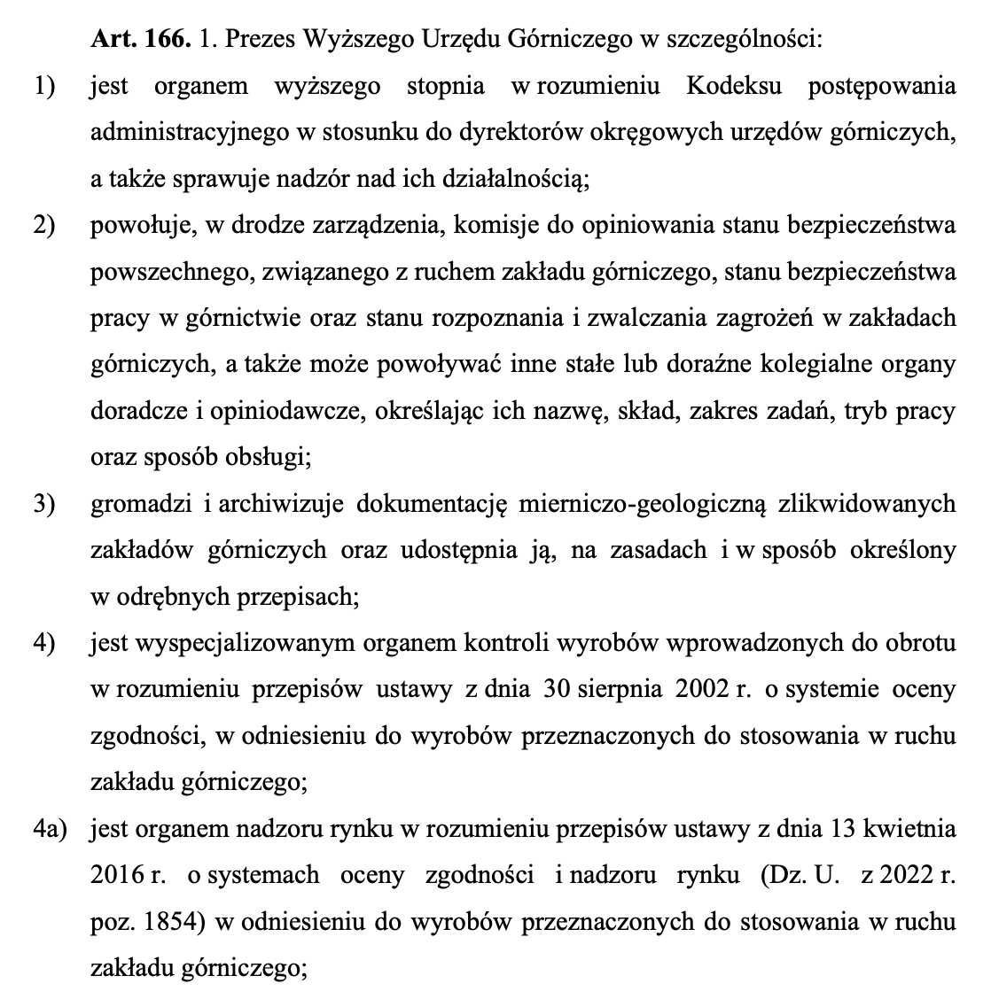 Art. 166. 1. Prezes Wyższego Urzędu Górniczego w szczególności:
1) jest organem wyższego stopnia w rozumieniu Kodeksu postępowania
administracyjnego w stosunku do dyrektorów okręgowych urzędów górniczych,
a także sprawuje nadzór nad ich działalnością;
2) powołuje, w drodze zarządzenia, komisje do opiniowania stanu bezpieczeństwa
powszechnego, związanego z ruchem zakładu górniczego, stanu bezpieczeństwa
pracy w górnictwie oraz stanu rozpoznania i zwalczania zagrożeń w zakładach
górniczych, a także może powoływać inne stałe lub doraźne kolegialne organy
doradcze i opiniodawcze, określając ich nazwę, skład, zakres zadań, tryb pracy
oraz sposób obsługi;
3) gromadzi i archiwizuje dokumentację mierniczo-geologiczną zlikwidowanych
zakładów górniczych oraz udostępnia ją, na zasadach i w sposób określony
w odrębnych przepisach;
4) jest wyspecjalizowanym organem kontroli wyrobów wprowadzonych do obrotu
w rozumieniu przepisów ustawy z dnia 30 sierpnia 2002 r. o systemie oceny
zgodności, w odniesieniu do wyrobów przeznaczonych do stosowania w ruchu
zakładu górniczego;
4a) jest organem nadzoru rynku w rozumieniu przepisów ustawy z dnia 13 kwietnia
2016 r. o systemach oceny zgodności i nadzoru rynku (Dz. U. z 2022 r.
poz. 1854) w odniesieniu do wyrobów przeznaczonych do stosowania w ruchu
zakładu górniczego;